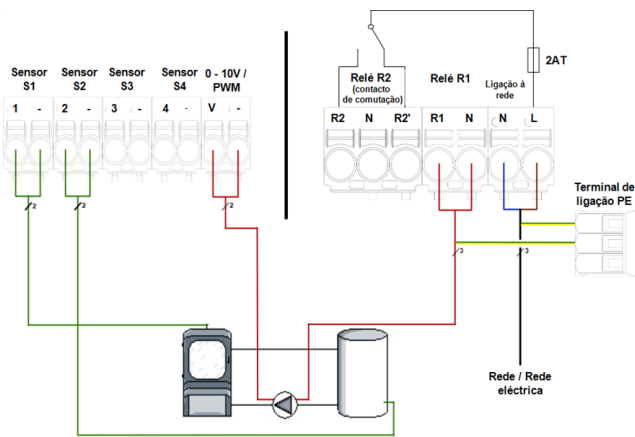 2AT
Relé R2
(contacto
de comutação)
Relé R1
Ligação à
rede
Sensor
S1
Sensor
S2
Sensor
S3
Sensor
S4
0 - 10V /
PWM
1 -
2 -
3 -
4 -
V -
R2 N R2'
R1 N
N L
2
2
2
3
3
Terminal de
ligação PE
Rede / Rede
eléctrica